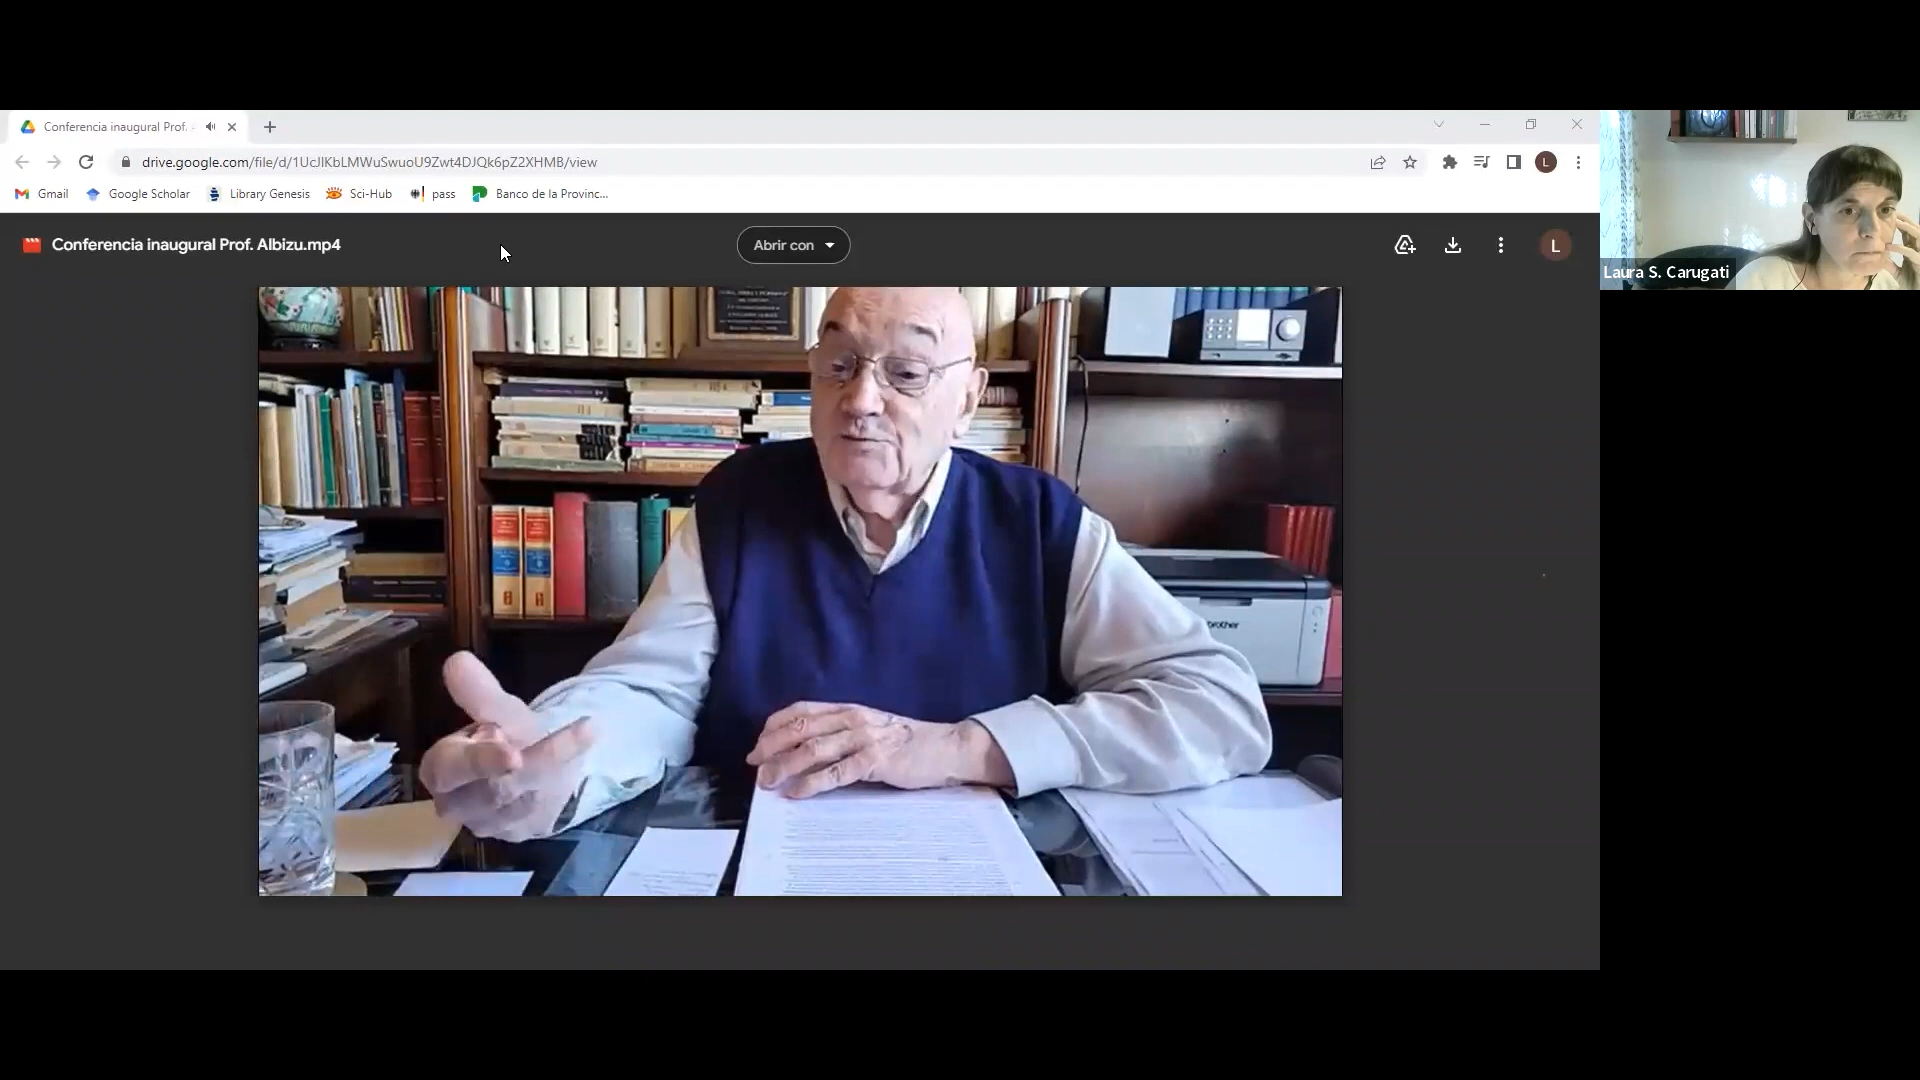 Conferencia inaugural Prof.
drive.google.com/file/d/1UcJIKbLMWuSwuoU9Zwt4DJQk6pZ2XHMB/view
L
Gmail
Google Scholar
Library Genesis
Sci-Hub
pass
Banco de la Provinc...
Conferencia inaugural Prof. Albizu.mp4
Abrir con
L
Laura S. Carugati
brother